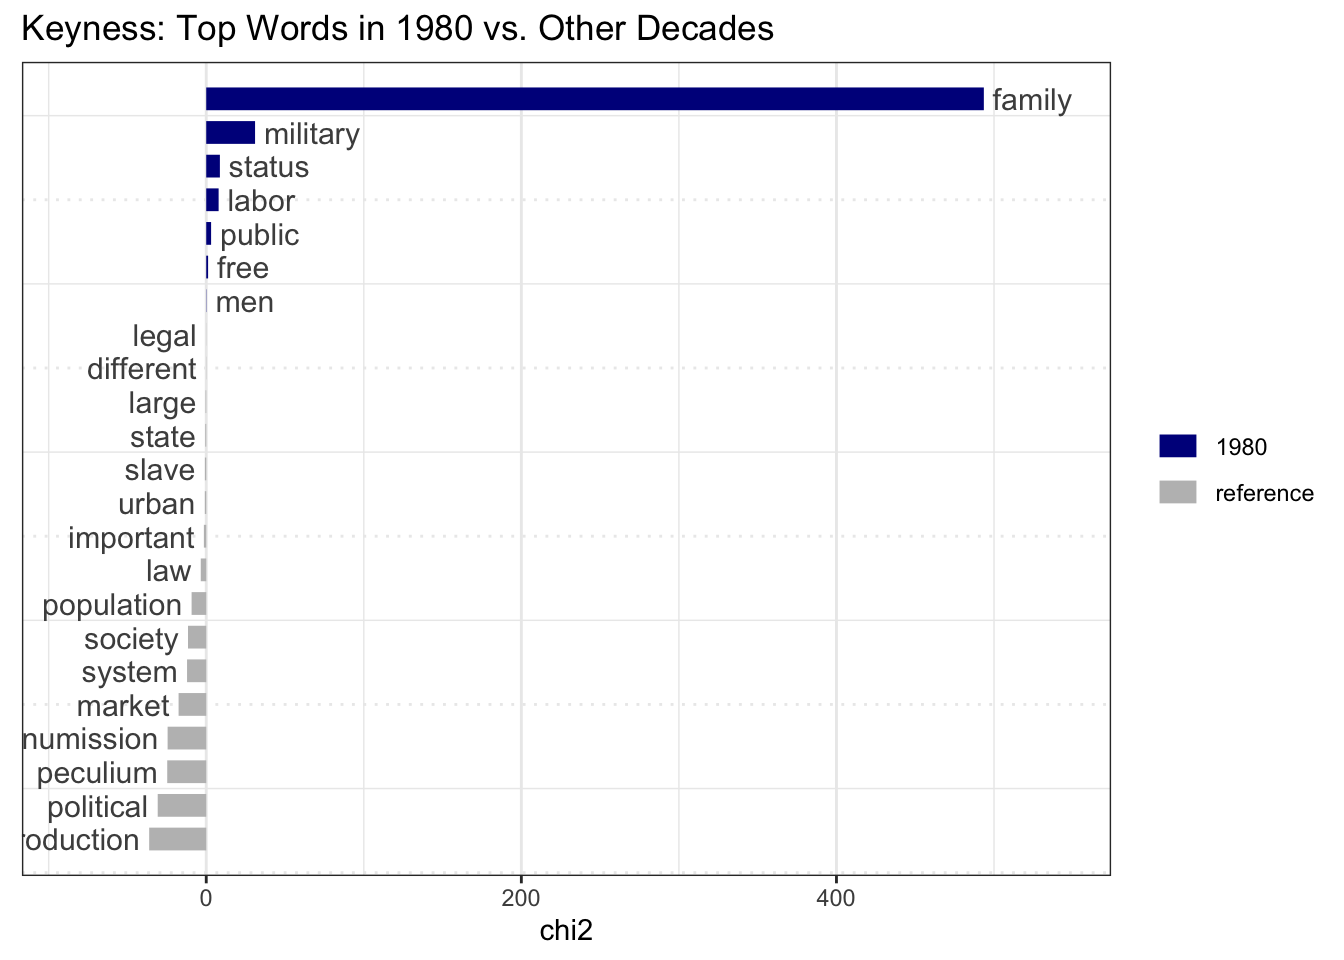 Keyness: Top Words in 1980 vs. Other Decades
family
military
status
labor
public
free
men
legal
different
large
state
slave
urban
important
law
population
society
system
market
numission
peculium
political
roduction
0 200 400
chi2
1980
reference